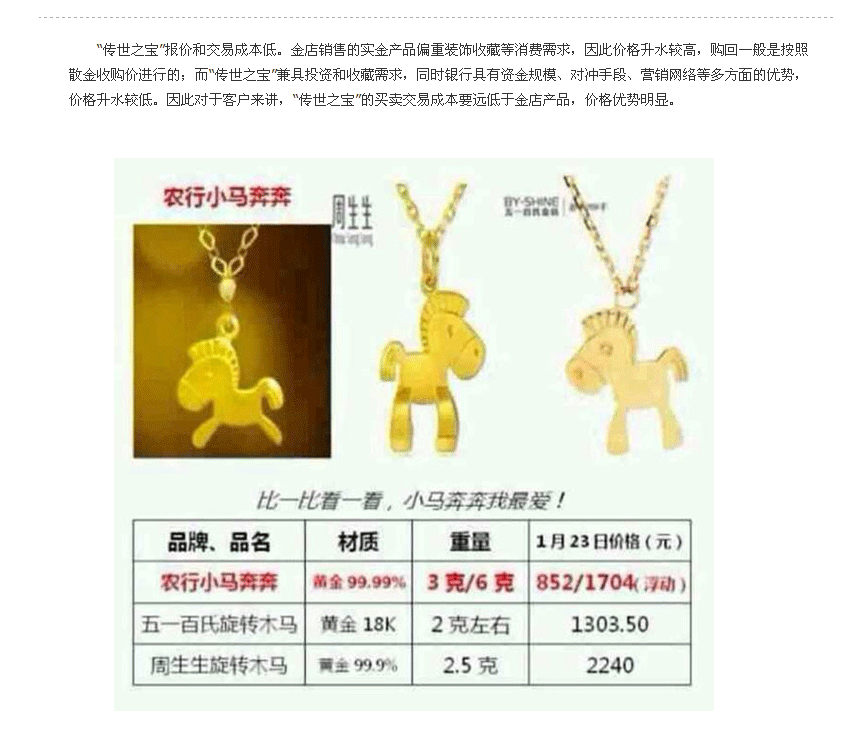 “传世之宝”报价和交易成本低。金店销售的实金产品偏重装饰收藏等消费需求，因此价格升水较高，购回一般是按照
散金收购价进行的；而“传世之宝”兼具投资和收藏需求，同时银行具有资金规模、对冲手段、营销网络等多方面的优势，
价格升水较低。因此对于客户来讲，“传世之宝”的买卖交易成本要远低于金店产品，价格优势明显。
农行小马奔奔
周生生
BY-SHINE
五一百氏金铺
比一比看一看，小马奔奔我最爱！
品牌、品名 材质 重量 1月23日价格（元）
农行小马奔奔 黄金99.99% 3克/6克 852/1704（浮动）
五一百氏旋转木马 黄金18K 2克左右 1303.50
周生生旋转木马 黄金99.9% 2.5克 2240